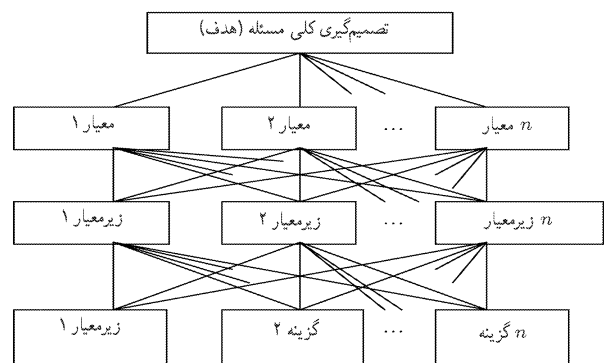 تصمیم‌گیری کلی مسئله (هدف)
معیار ۱
معیار ۲
...
معیار n
زیرمعیار ۱
زیرمعیار ۲
...
زیرمعیار n
زیرمعیار ۱
گزینه ۲
...
گزینه n